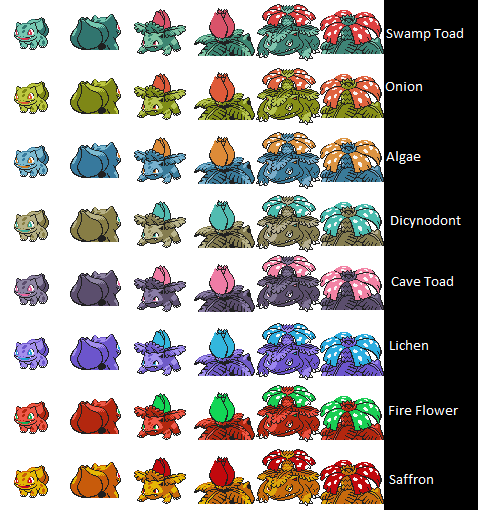 Swamp Toad
Onion
Algae
Dicynodont
Cave Toad
Lichen
Fire Flower
Saffron